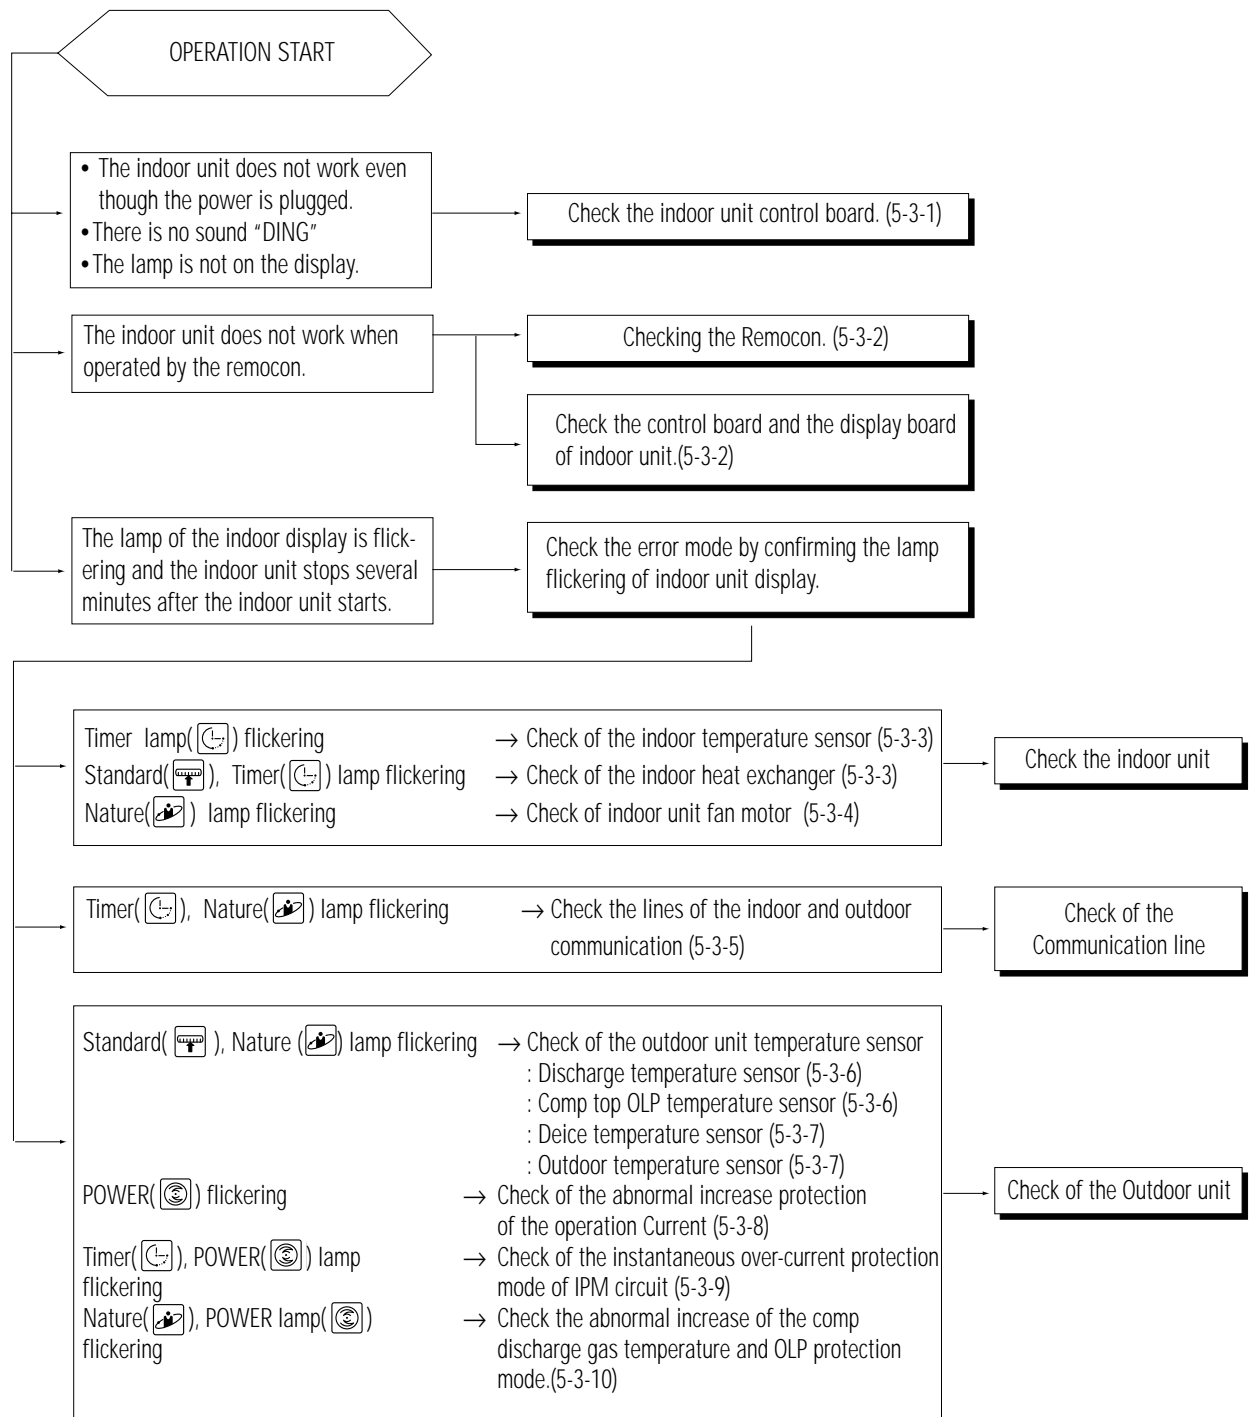 OPERATION START
• The indoor unit does not work even
though the power is plugged.
• There is no sound “DING”
• The lamp is not on the display.
Check the indoor unit control board. (5-3-1)
The indoor unit does not work when
operated by the remocon.
Checking the Remocon. (5-3-2)
Check the control board and the display board
of indoor unit.(5-3-2)
The lamp of the indoor display is flick-
ering and the indoor unit stops several
minutes after the indoor unit starts.
Check the error mode by confirming the lamp
flickering of indoor unit display.
Timer lamp( ) flickering → Check of the indoor temperature sensor (5-3-3)
Standard( ), Timer( ) lamp flickering → Check of the indoor heat exchanger (5-3-3)
Nature( ) lamp flickering → Check of indoor unit fan motor (5-3-4)
Check the indoor unit
Timer( ), Nature( ) lamp flickering → Check the lines of the indoor and outdoor
communication (5-3-5)
Check of the
Communication line
Standard( ), Nature ( ) lamp flickering → Check of the outdoor unit temperature sensor
: Discharge temperature sensor (5-3-6)
: Comp top OLP temperature sensor (5-3-6)
: Deice temperature sensor (5-3-7)
: Outdoor temperature sensor (5-3-7)
POWER( ) flickering → Check of the abnormal increase protection
of the operation Current (5-3-8)
Timer( ), POWER( ) lamp → Check of the instantaneous over-current protection
flickering mode of IPM circuit (5-3-9)
Nature( ), POWER lamp( ) → Check the abnormal increase of the comp
flickering discharge gas temperature and OLP protection
mode.(5-3-10)
Check of the Outdoor unit